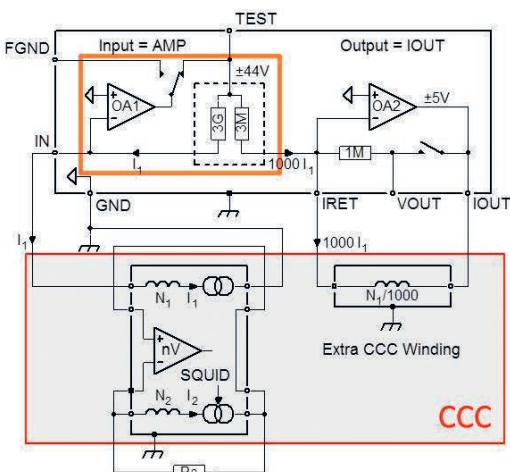 TEST
FGND
Input = AMP
Output = IOUT
±44V
+
OA1
-
3G
3M
+
OA2
-
±5V
IN
I₁
1000 I₁
1M
GND
IRET
VOUT
IOUT
I₁
1000 I₁
N₁
I₁
N₁/1000
+
nV
-
Extra CCC Winding
SQUID
N₂
I₂
CCC